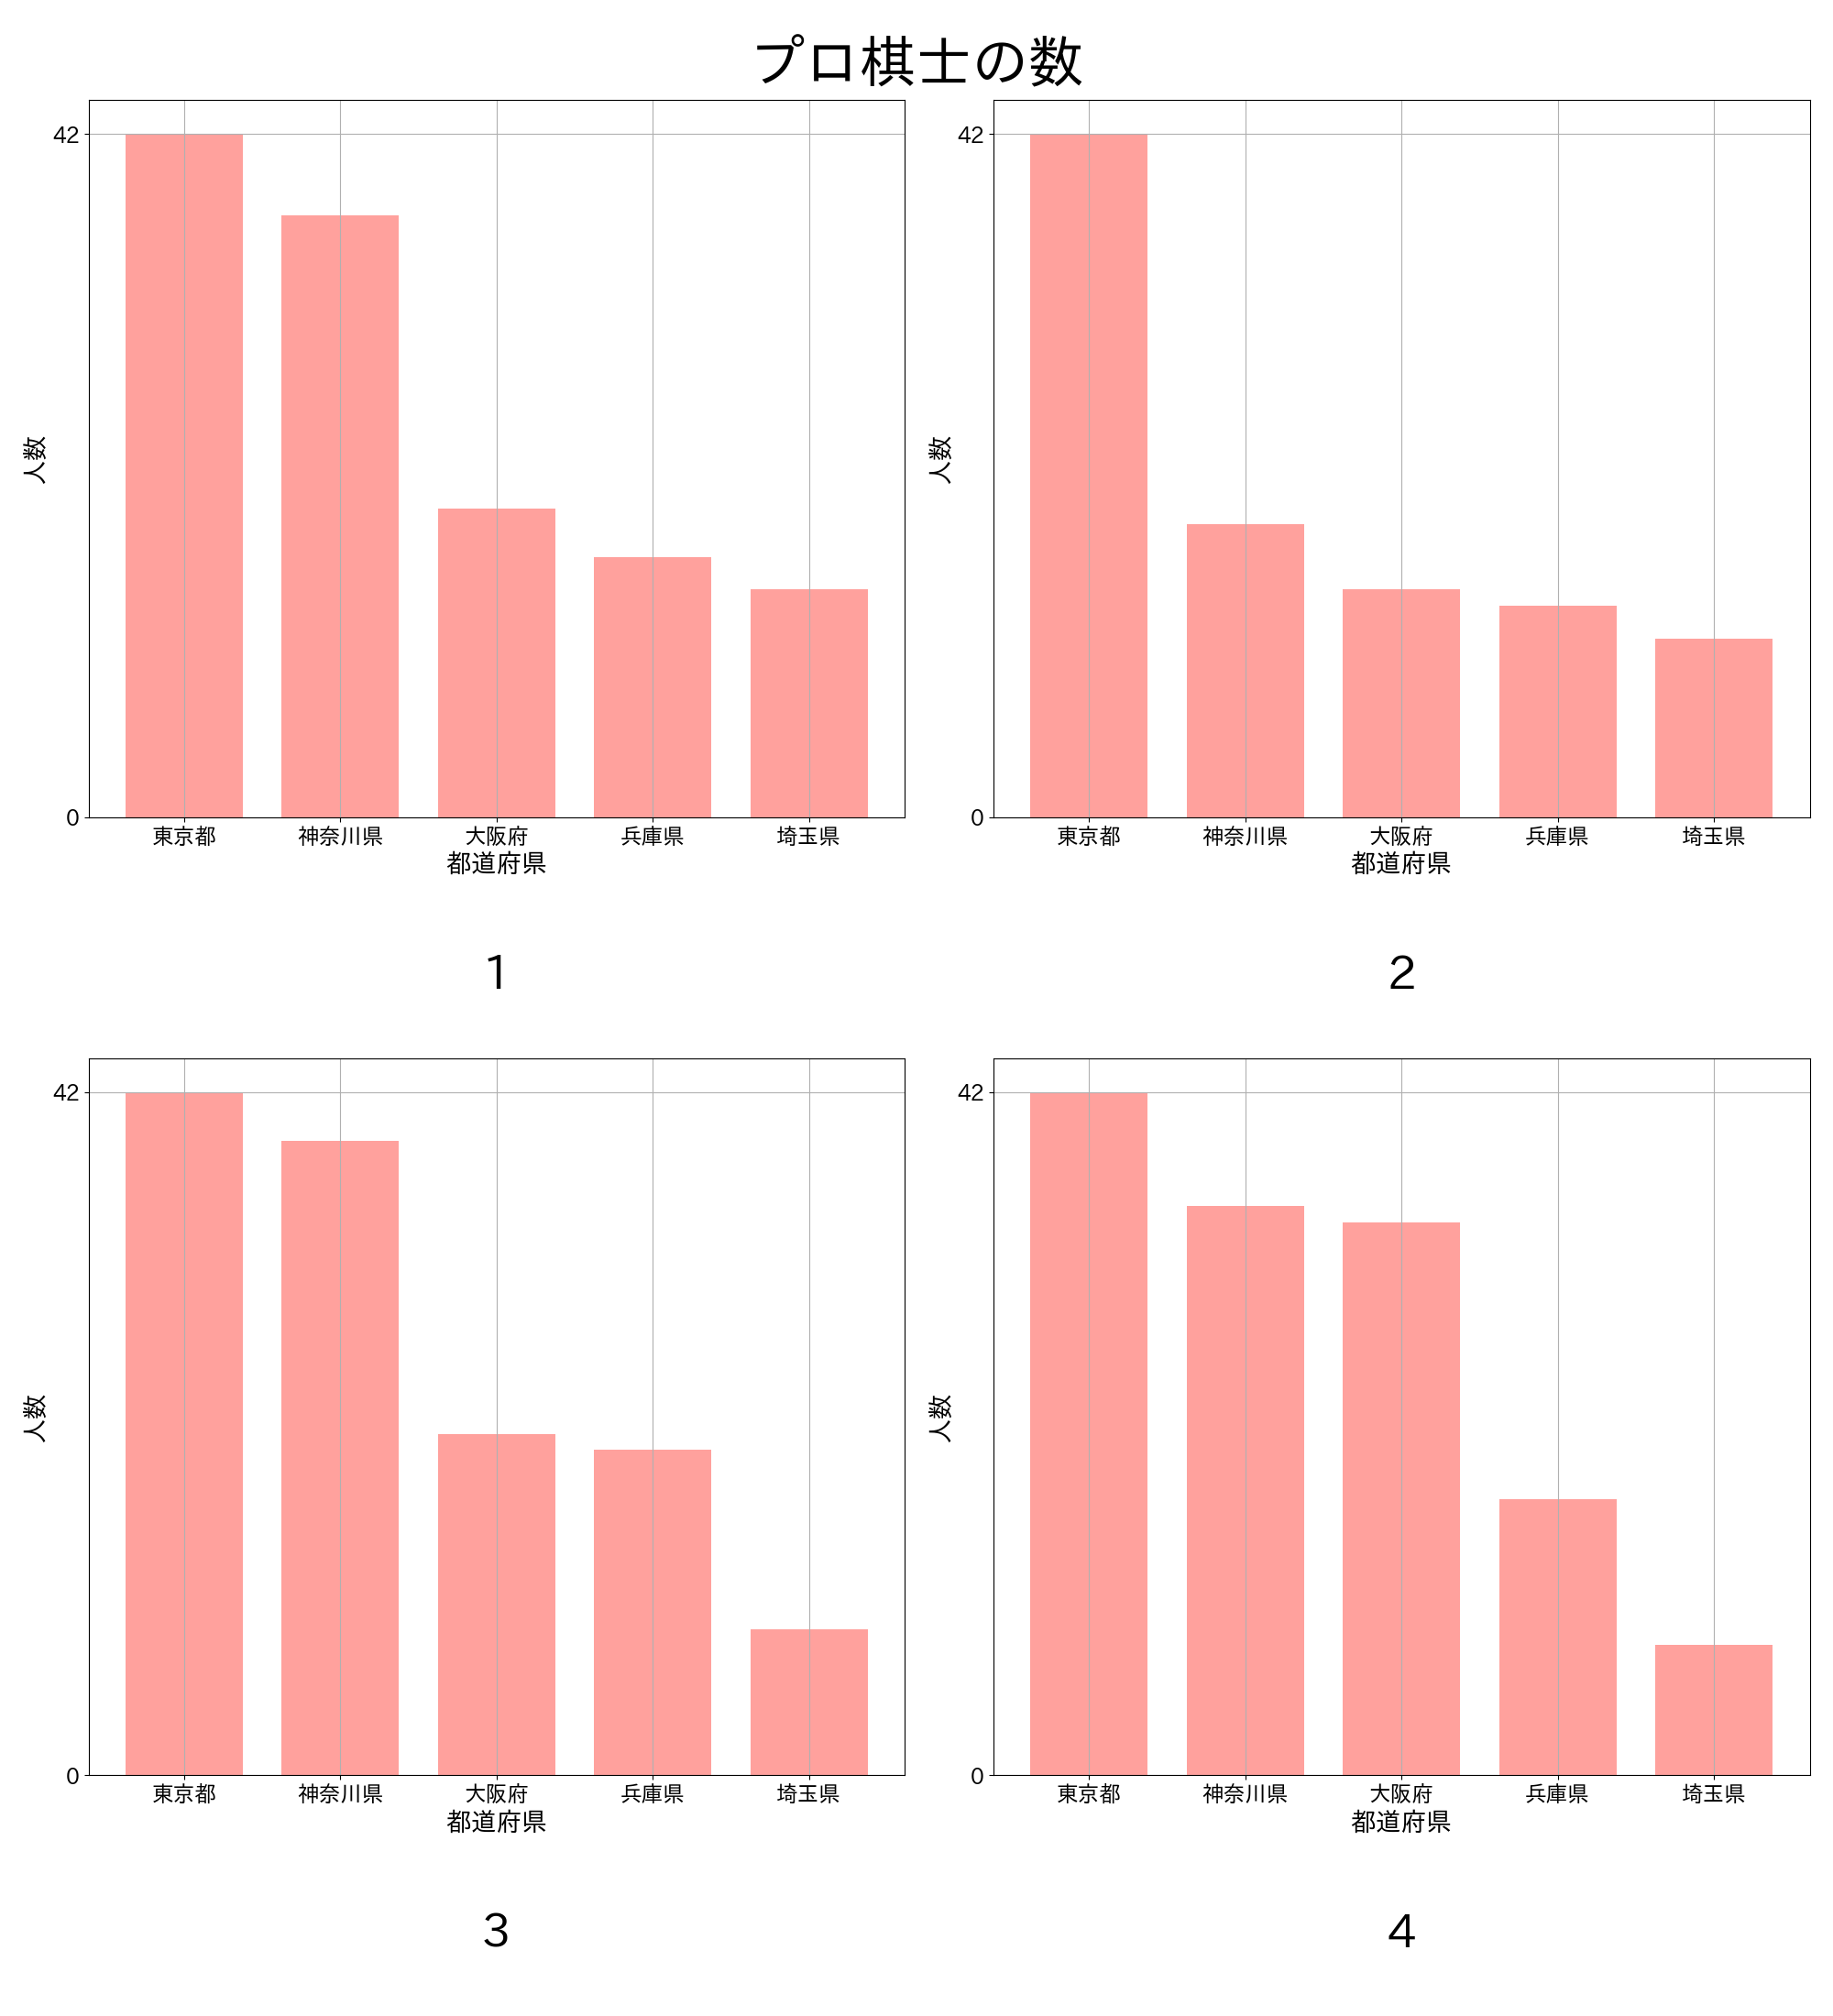 プロ棋士の数
42
0
人数
東京都 神奈川県 大阪府 兵庫県 埼玉県
都道府県
1
42
0
人数
東京都 神奈川県 大阪府 兵庫県 埼玉県
都道府県
2
42
0
人数
東京都 神奈川県 大阪府 兵庫県 埼玉県
都道府県
3
42
0
人数
東京都 神奈川県 大阪府 兵庫県 埼玉県
都道府県
4